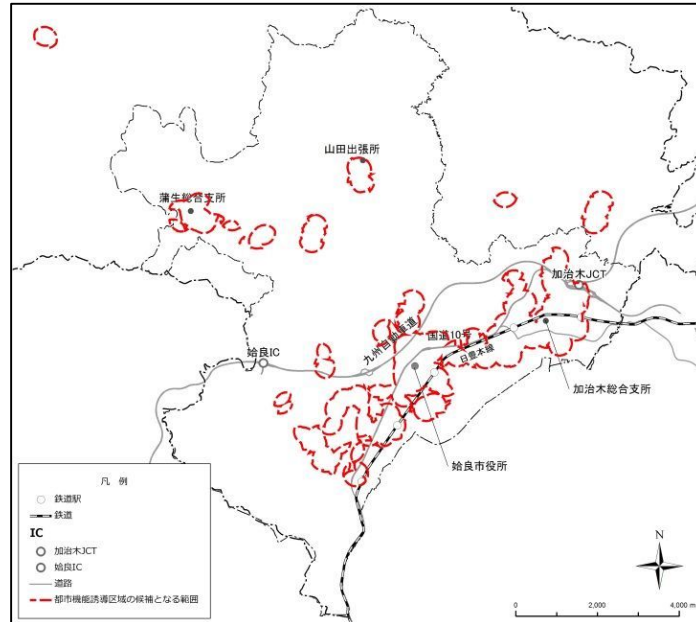 山田出張所
蒲生総合支所
加治木JCT
九州自動車道
国道10号
日豊本線
姶良IC
加治木総合支所
姶良市役所
凡 例
鉄道駅
鉄道
IC
加治木JCT
姶良IC
道路
都市機能誘導区域の候補となる範囲
N
0 2,000 4,000 m